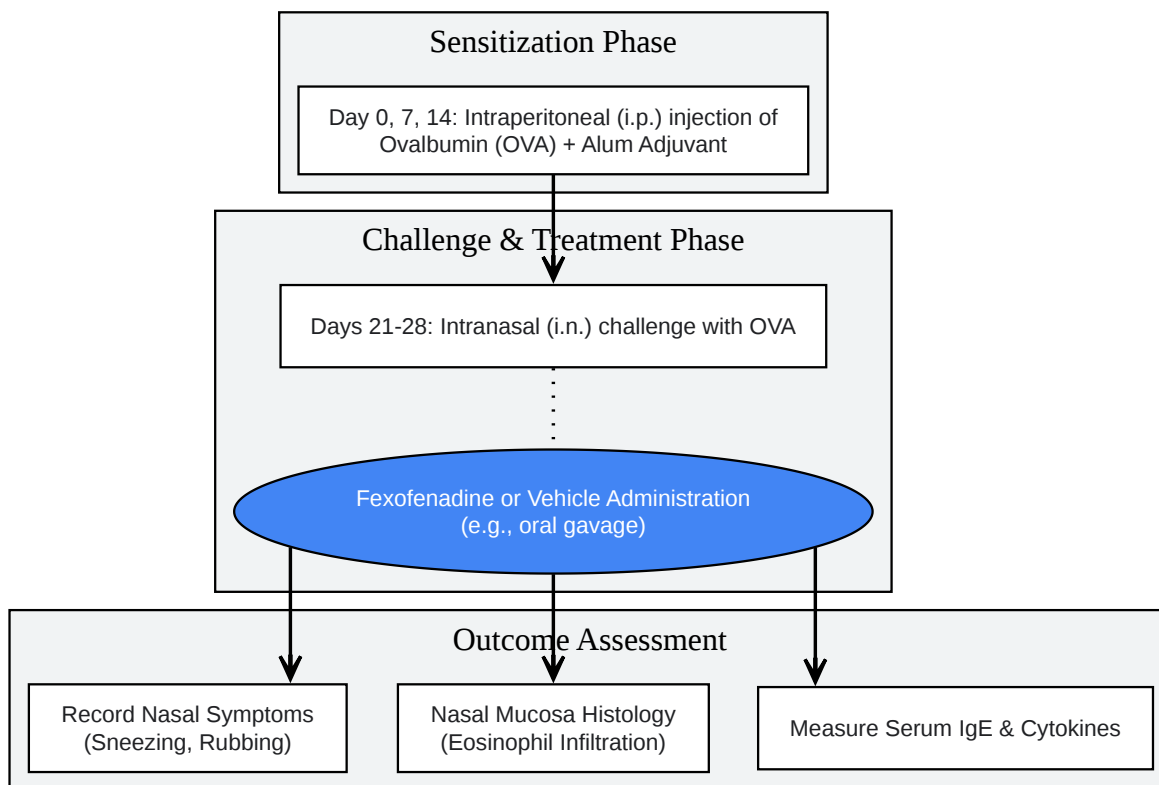 Sensitization Phase
Day 0, 7, 14: Intraperitoneal (i.p.) injection of
Ovalbumin (OVA) + Alum Adjuvant
Challenge & Treatment Phase
Days 21-28: Intranasal (i.n.) challenge with OVA
Fexofenadine or Vehicle Administration
(e.g., oral gavage)
Outcome Assessment
Record Nasal Symptoms
(Sneezing, Rubbing)
Nasal Mucosa Histology
(Eosinophil Infiltration)
Measure Serum IgE & Cytokines